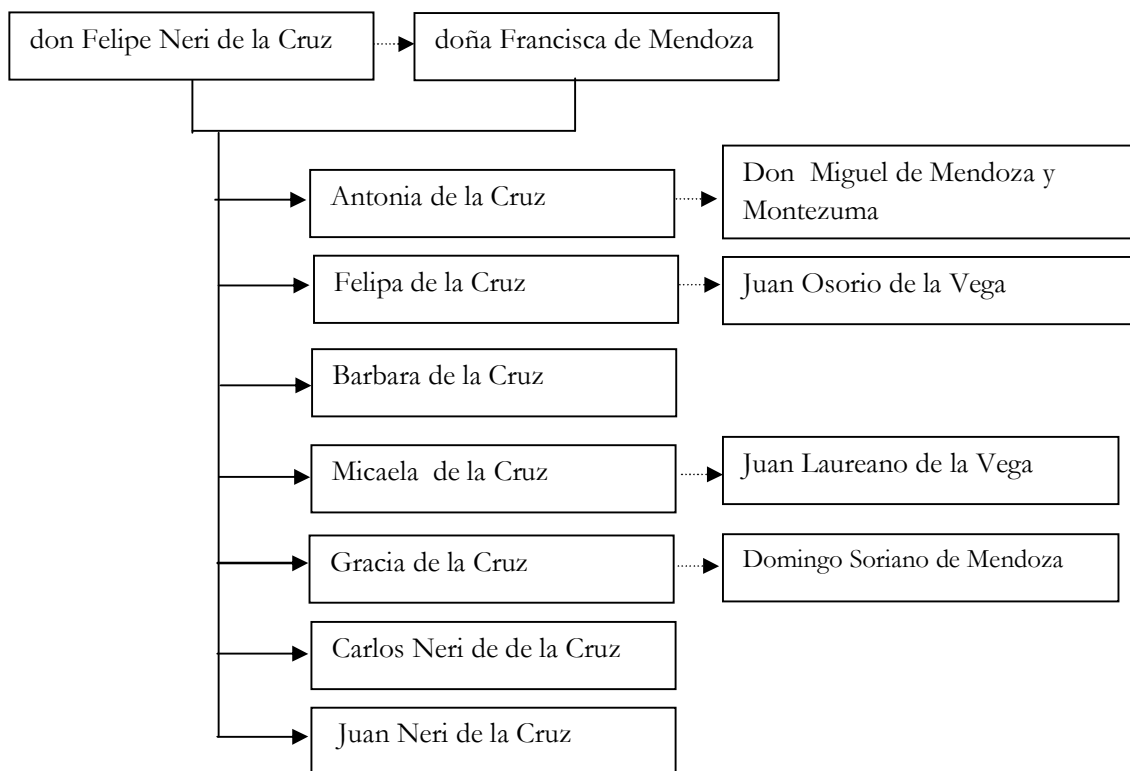 don Felipe Neri de la Cruz
doña Francisca de Mendoza
Antonia de la Cruz
Don Miguel de Mendoza y
Montezuma
Felipa de la Cruz
Juan Osorio de la Vega
Barbara de la Cruz
Micaela de la Cruz
Juan Laureano de la Vega
Gracia de la Cruz
Domingo Soriano de Mendoza
Carlos Neri de de la Cruz
Juan Neri de la Cruz